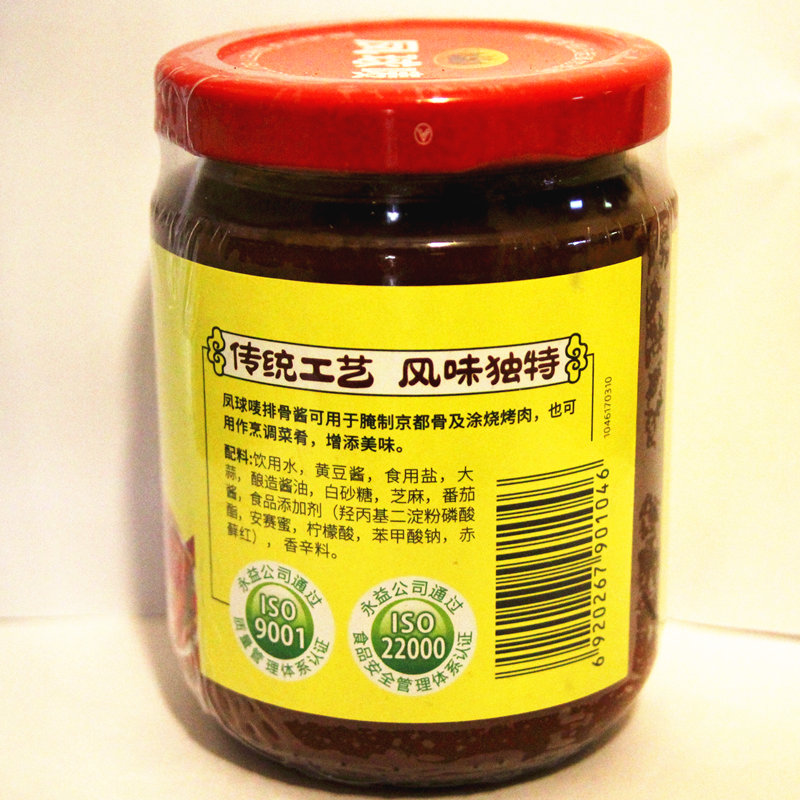 传统工艺 风味独特
凤球唛排骨酱可用于腌制京都骨及涂烧烤肉，也可
用作烹调菜肴，增添美味。
配料:饮用水，黄豆酱，食用盐，大
蒜，酿造酱油，白砂糖，芝麻，番茄
酱，食品添加剂（羟丙基二淀粉磷酸
酯，安赛蜜，柠檬酸，苯甲酸钠，赤
藓红），香辛料。
1046170310
6 920267 901046
永益公司通过
ISO
9001
质量管理体系认证
永益公司通过
ISO
22000
食品安全管理体系认证